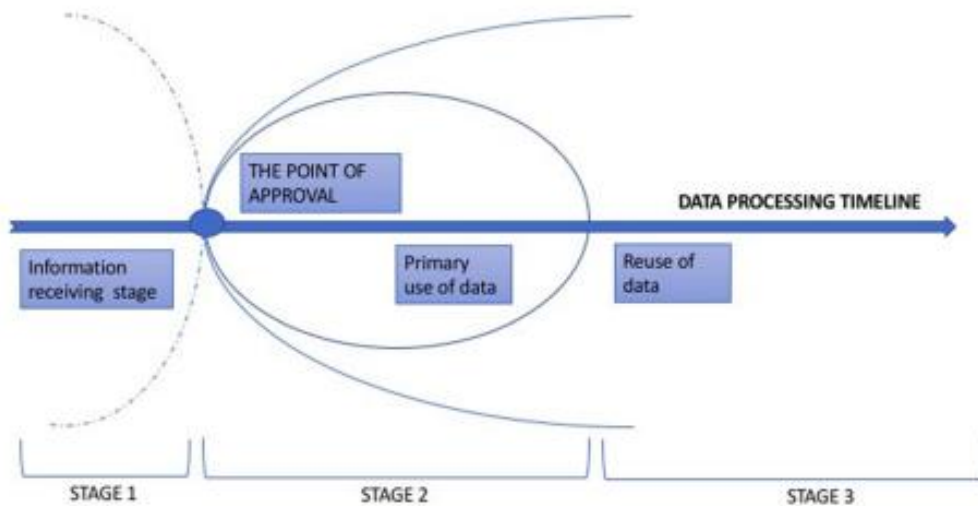 THE POINT OF
APPROVAL
DATA PROCESSING TIMELINE
Information
receiving stage
Primary
use of data
Reuse of
data
STAGE 1
STAGE 2
STAGE 3